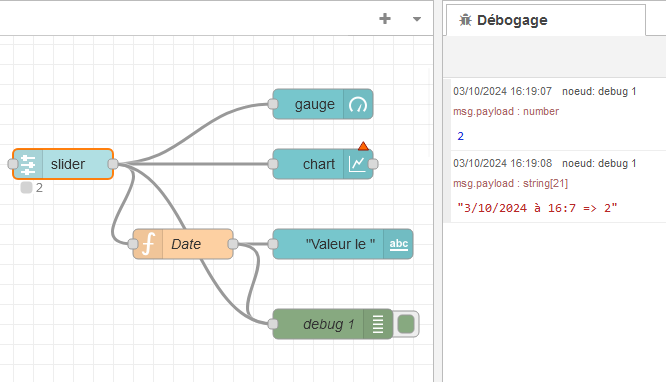 Débogage
gauge
slider
chart
2
Date
"Valeur le "
abc
debug 1
03/10/2024 16:19:07 noeud: debug 1
msg.payload : number
2
03/10/2024 16:19:08 noeud: debug 1
msg.payload : string[21]
"3/10/2024 à 16:7 => 2"